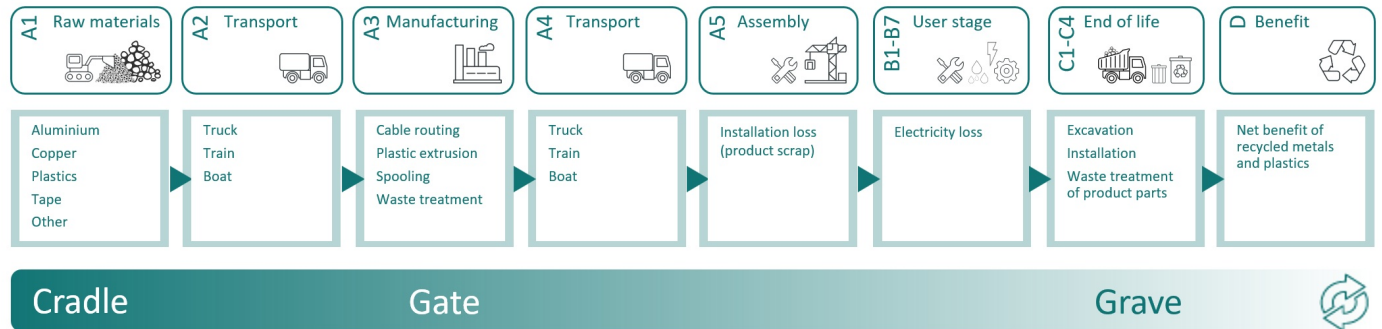 A1 Raw materials
A2 Transport
A3 Manufacturing
A4 Transport
A5 Assembly
B1-B7 User stage
C1-C4 End of life
D Benefit
Aluminium
Copper
Plastics
Tape
Other
Truck
Train
Boat
Cable routing
Plastic extrusion
Spooling
Waste treatment
Truck
Train
Boat
Installation loss
(product scrap)
Electricity loss
Excavation
Installation
Waste treatment
of product parts
Net benefit of
recycled metals
and plastics
Cradle
Gate
Grave